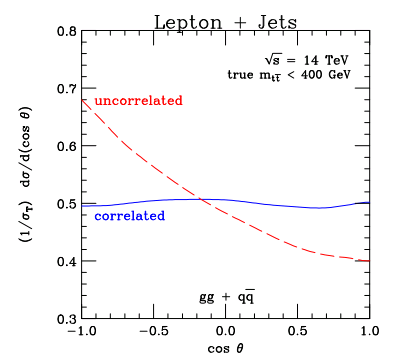 Lepton + Jets
√s = 14 TeV
true m_tt̅ < 400 GeV
uncorrelated
correlated
gg + qq̅
(1/σ_T) dσ/d(cos θ)
0.8
0.7
0.6
0.5
0.4
0.3
−1.0 −0.5 0.0 0.5 1.0
cos θ